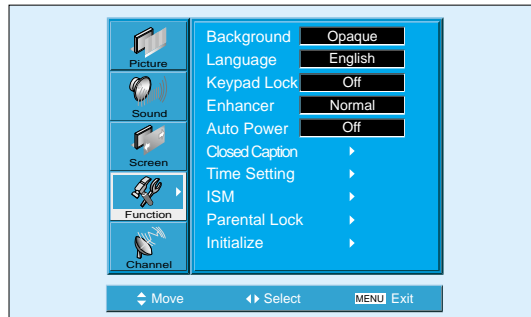 Picture
Sound
Screen
Function
Channel
Background Opaque
Language English
Keypad Lock Off
Enhancer Normal
Auto Power Off
Closed Caption
Time Setting
ISM
Parental Lock
Initialize
Move Select MENU Exit